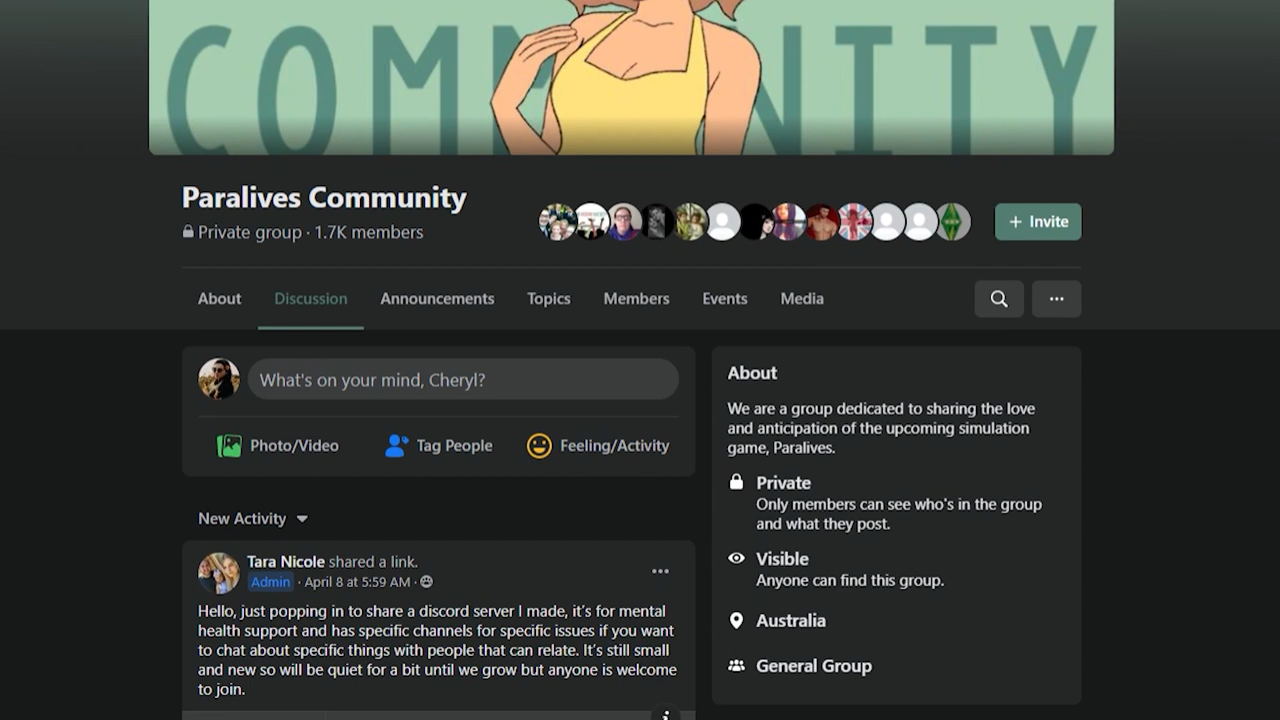 COMMUNITY
Paralives Community
Private group · 1.7K members
+ Invite
About
Discussion
Announcements
Topics
Members
Events
Media
What's on your mind, Cheryl?
Photo/Video
Tag People
Feeling/Activity
New Activity
Tara Nicole shared a link.
Admin · April 8 at 5:59 AM ·
Hello, just popping in to share a discord server I made, it's for mental
health support and has specific channels for specific issues if you want
to chat about specific things with people that can relate. It's still small
and new so will be quiet for a bit until we grow but anyone is welcome
to join.
About
We are a group dedicated to sharing the love
and anticipation of the upcoming simulation
game, Paralives.
Private
Only members can see who's in the group
and what they post.
Visible
Anyone can find this group.
Australia
General Group